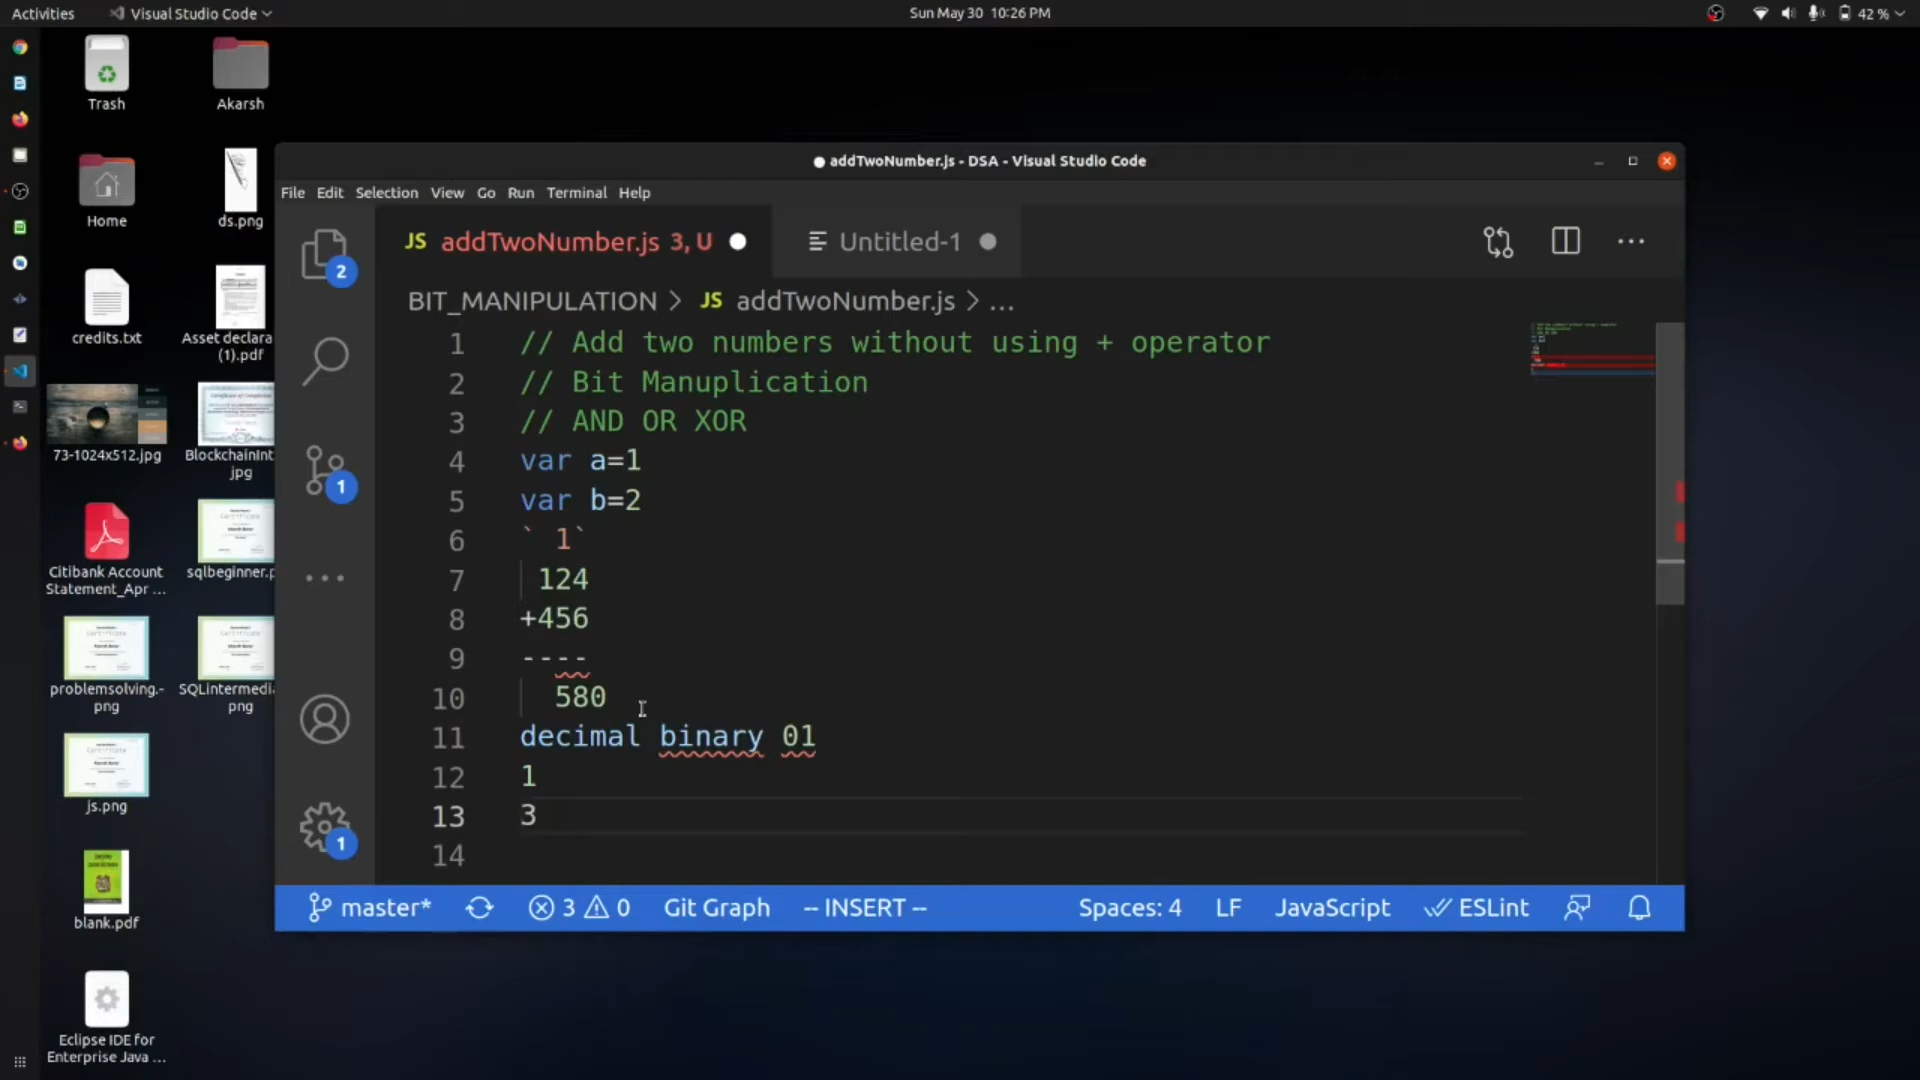 Activities
Visual Studio Code
Sun May 30 10:26 PM
42 %
Trash
Akarsh
Home
ds.png
credits.txt
Asset declara
(1).pdf
73-1024x512.jpg
BlockchainInt
jpg
Citibank Account
Statement_Apr ...
sqlbeginner.p
problemsolving.-
png
SQLintermedi
png
js.png
blank.pdf
Eclipse IDE for
Enterprise Java ...
● addTwoNumber.js - DSA - Visual Studio Code
File Edit Selection View Go Run Terminal Help
JS addTwoNumber.js 3, U ●
Untitled-1 ●
2
1
1
BIT_MANIPULATION > JS addTwoNumber.js > ...
1 // Add two numbers without using + operator
2 // Bit Manuplication
3 // AND OR XOR
4 var a=1
5 var b=2
6 ` 1`
7 124
8 +456
9 ----
10 580
11 decimal binary 01
12 1
13 3
14
master* 3 0 Git Graph -- INSERT -- Spaces: 4 LF JavaScript ESLint